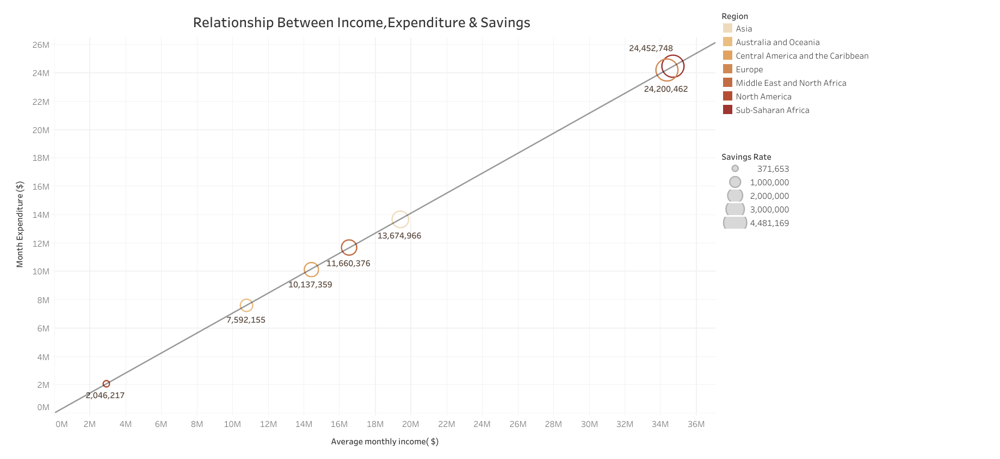 Relationship Between Income,Expenditure & Savings
Region
Asia
Australia and Oceania
Central America and the Caribbean
Europe
Middle East and North Africa
North America
Sub-Saharan Africa
Savings Rate
371,653
1,000,000
2,000,000
3,000,000
4,481,169
Month Expenditure ($)
26M
24M
22M
20M
18M
16M
14M
12M
10M
8M
6M
4M
2M
0M
24,452,748
24,200,462
13,674,966
11,660,376
10,137,359
7,592,155
2,046,217
0M 2M 4M 6M 8M 10M 12M 14M 16M 18M 20M 22M 24M 26M 28M 30M 32M 34M 36M
Average monthly income( $)